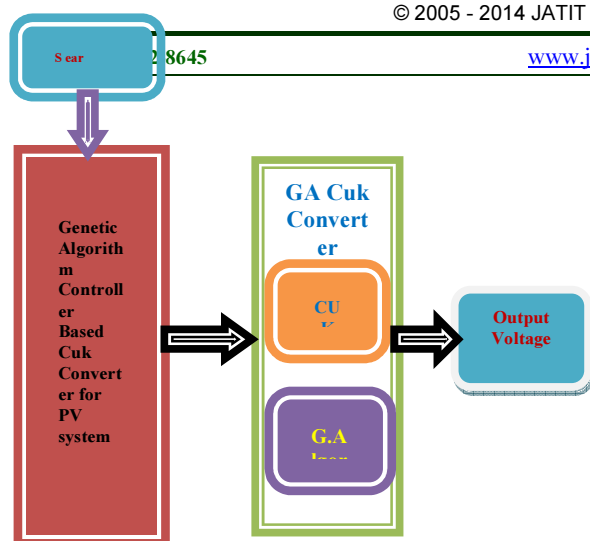 © 2005 - 2014 JATIT
S ear
8645
www.j
Genetic
Algorith
m
Controll
er
Based
Cuk
Convert
er for
PV
system
GA Cuk
Convert
er
CU
Output
Voltage
G.A